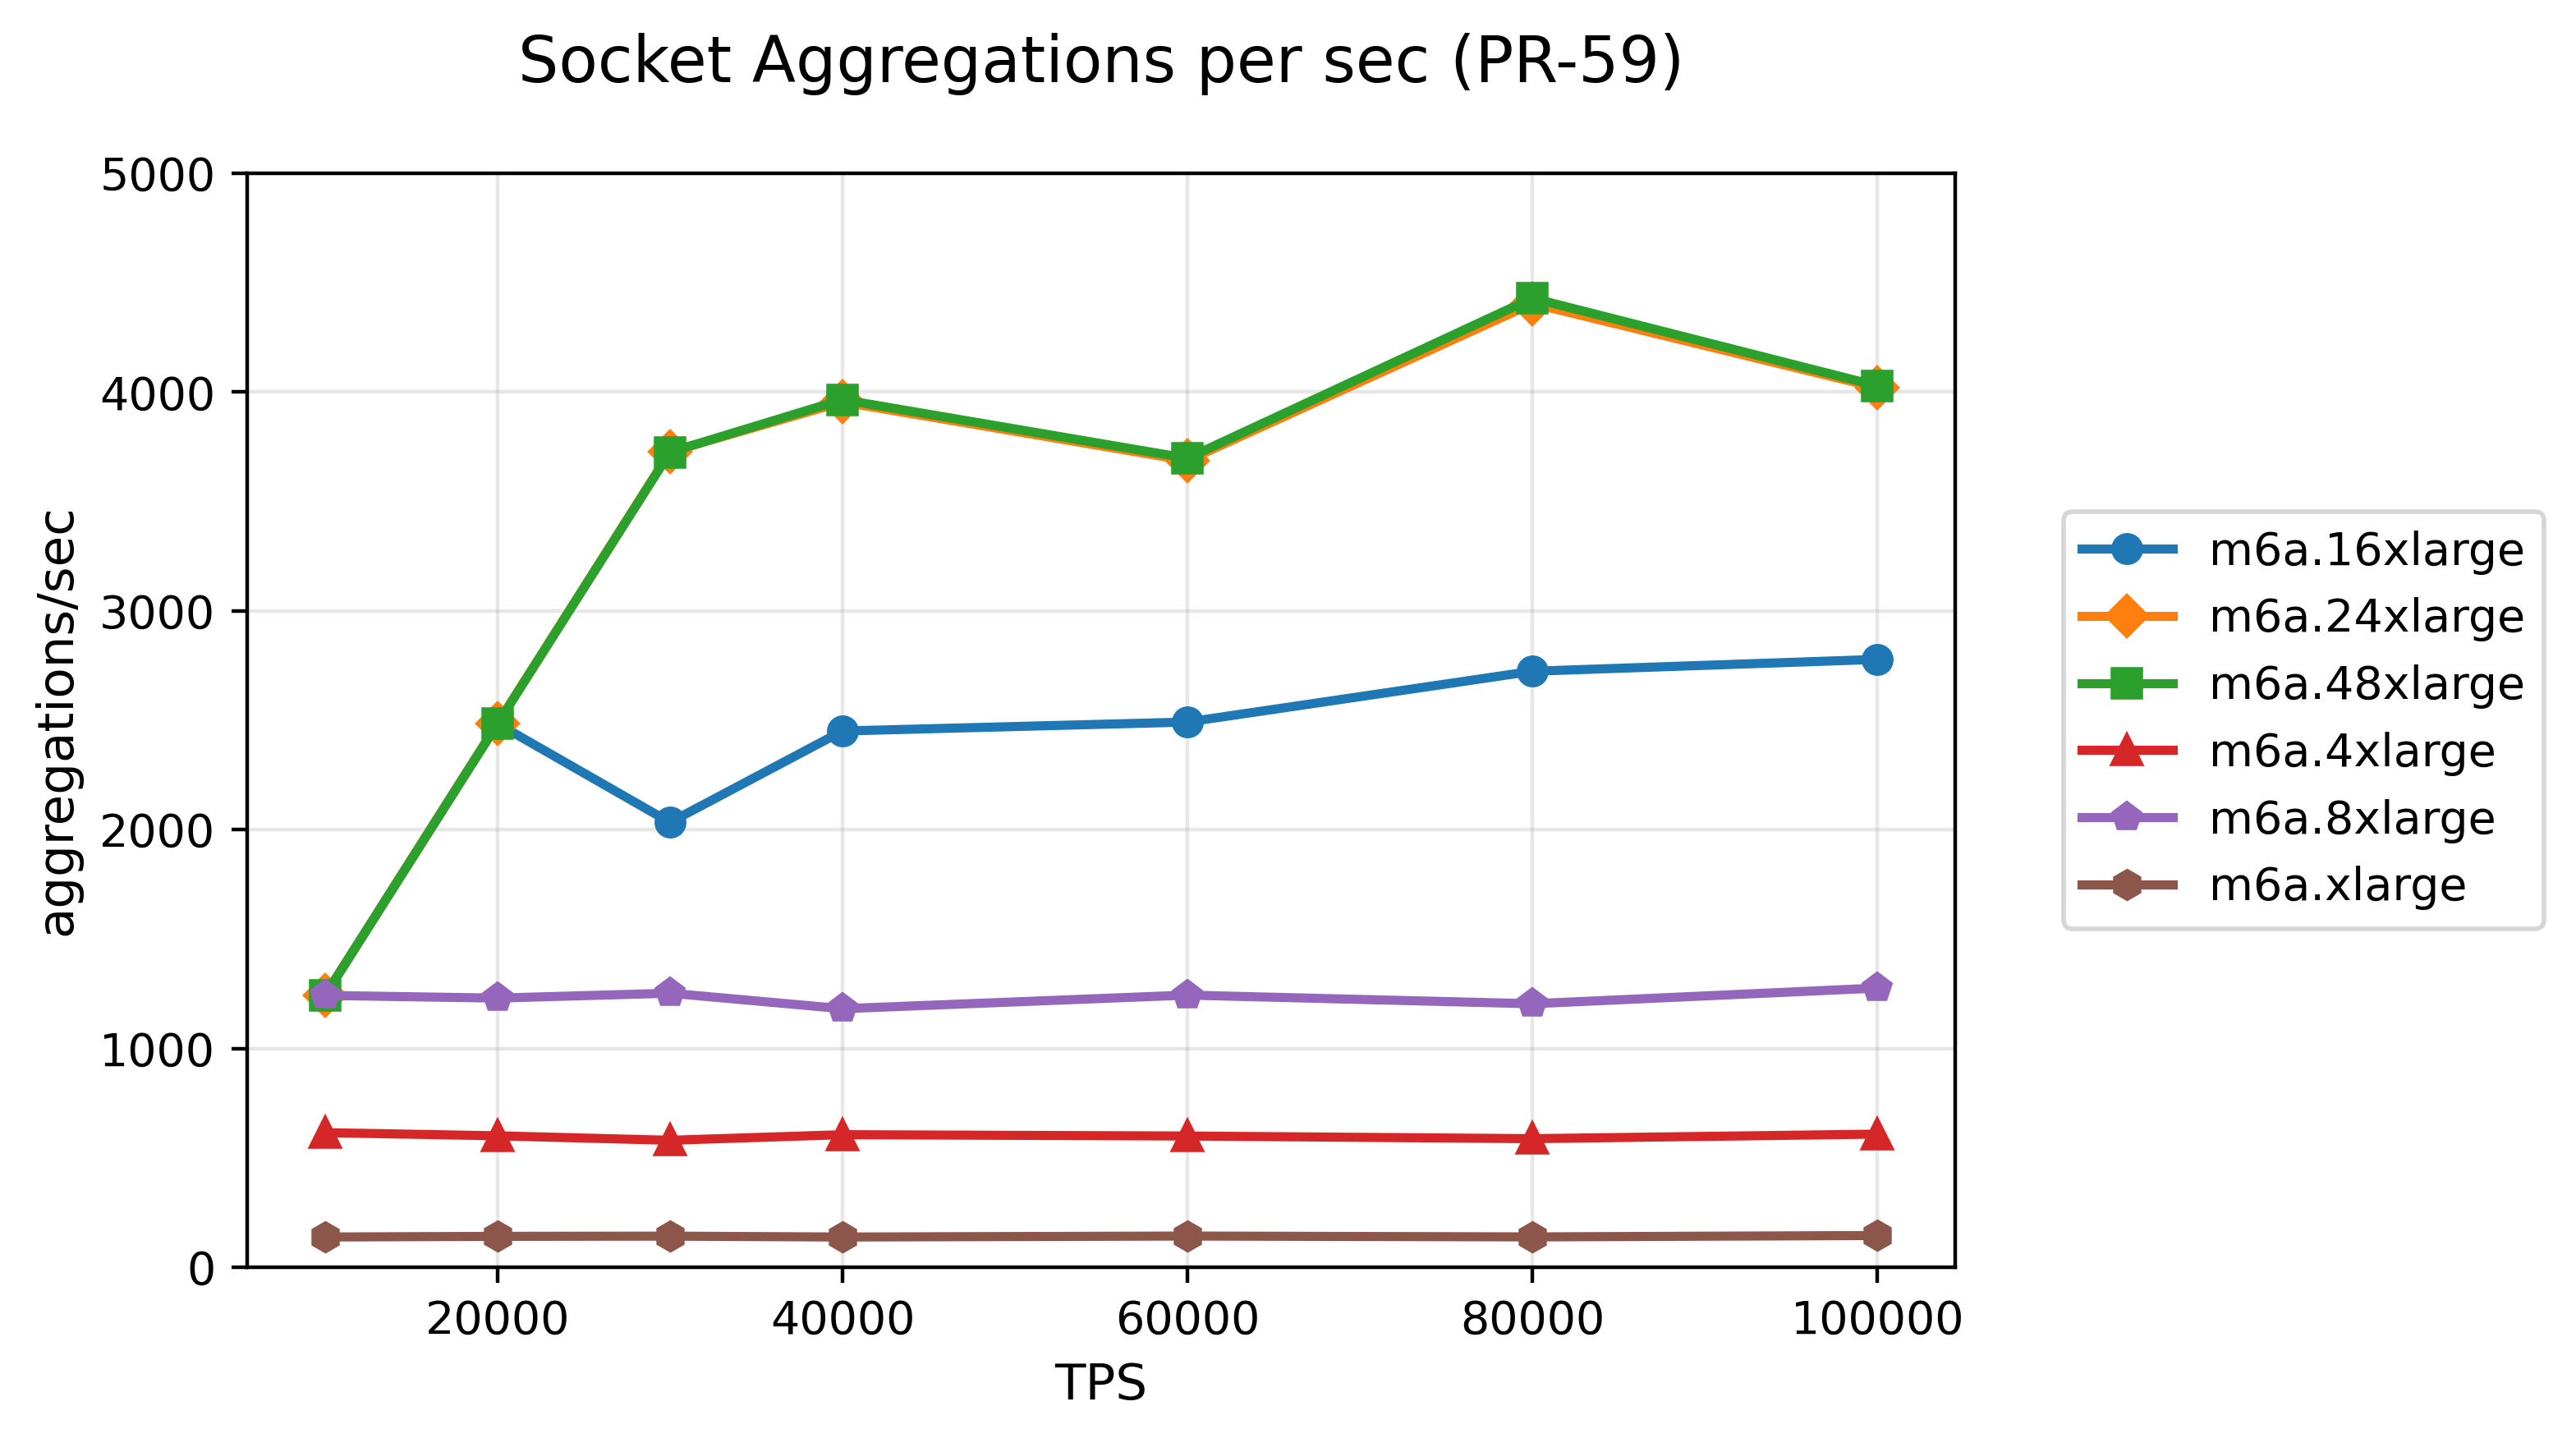 Socket Aggregations per sec (PR-59)
5000
4000
3000
2000
1000
0
aggregations/sec
20000 40000 60000 80000 100000
TPS
m6a.16xlarge
m6a.24xlarge
m6a.48xlarge
m6a.4xlarge
m6a.8xlarge
m6a.xlarge